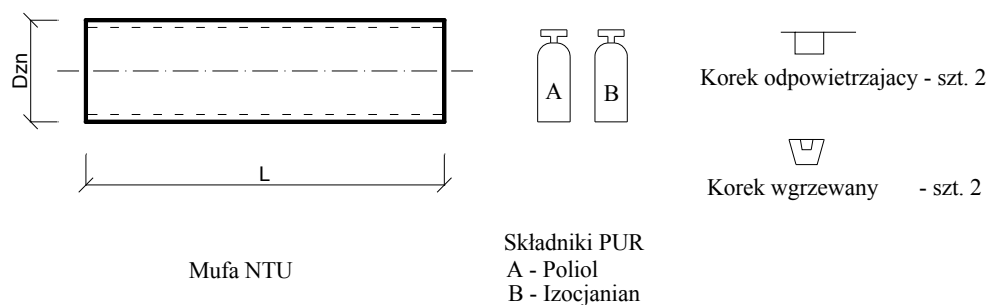 Dzn
L
Mufa NTU
A
B
Składniki PUR
A - Poliol
B - Izocjanian
Korek odpowietrzajacy - szt. 2
Korek wgrzewany - szt. 2